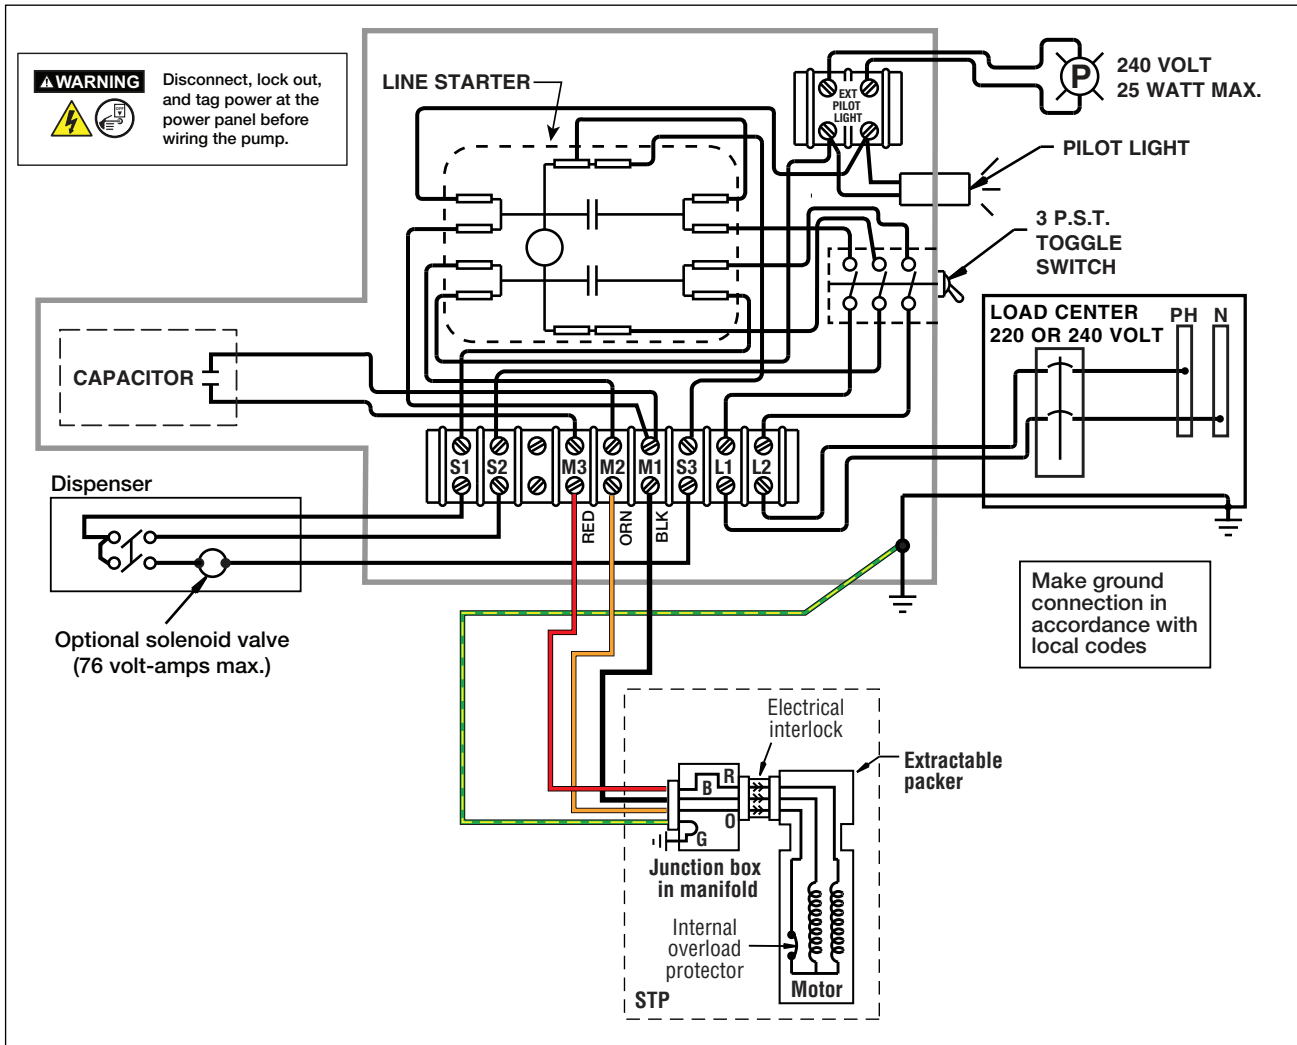 WARNING
Disconnect, lock out,
and tag power at the
power panel before
wiring the pump.
OFF
LINE STARTER
EXT
PILOT
LIGHT
P
240 VOLT
25 WATT MAX.
PILOT LIGHT
3 P.S.T.
TOGGLE
SWITCH
LOAD CENTER
220 OR 240 VOLT
PH N
CAPACITOR
S1 S2 M3 M2 M1 S3 L1 L2
RED
ORN
BLK
Dispenser
Optional solenoid valve
(76 volt-amps max.)
Make ground
connection in
accordance with
local codes
Electrical
interlock
Extractable
packer
R
B
O
G
Junction box
in manifold
Internal
overload
protector
Motor
STP